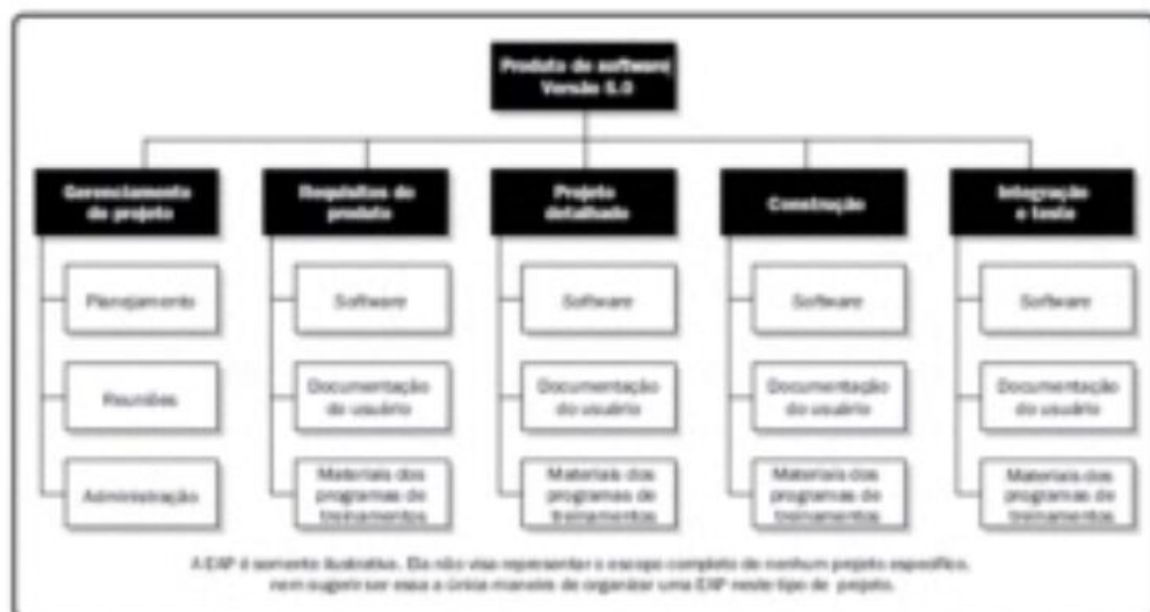 Produto de software
Versão 5.0
Gerenciamento
de projeto
Requisitos do
produto
Projeto
detalhado
Construção
Integração
e teste
Planejamento
Software
Software
Software
Software
Reuniões
Documentação
do usuário
Documentação
do usuário
Documentação
do usuário
Documentação
do usuário
Administração
Materiais dos
programas de
treinamentos
Materiais dos
programas de
treinamentos
Materiais dos
programas de
treinamentos
Materiais dos
programas de
treinamentos
A EAP é somente ilustrativa. Ela não visa representar o escopo completo de nenhum projeto específico,
nem sugerir ser essa a única maneira de organizar uma EAP neste tipo de projeto.